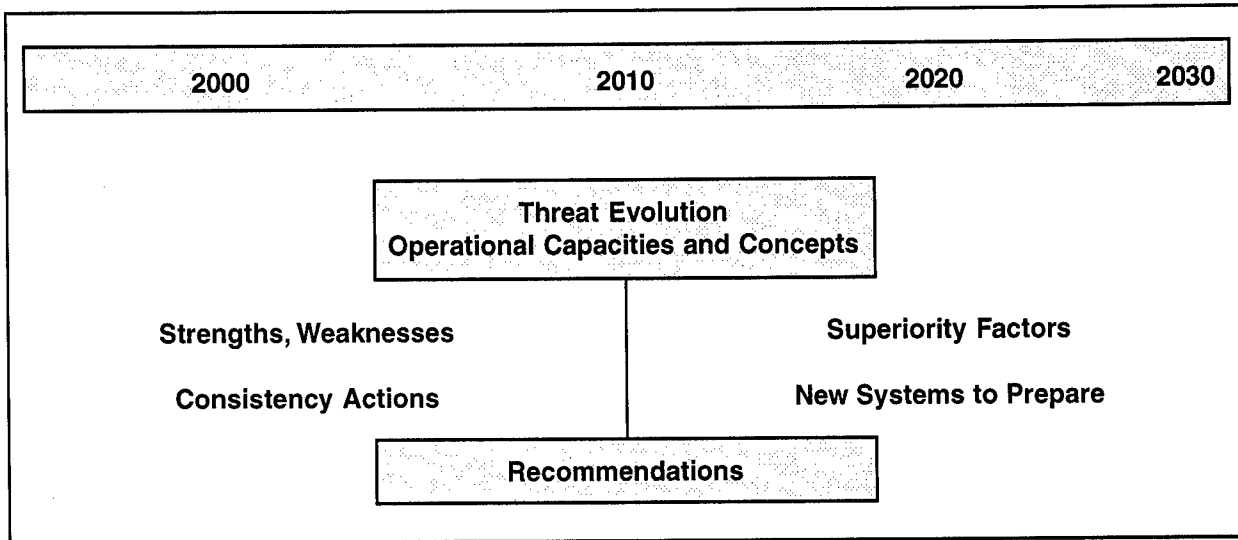 2000 2010 2020 2030
Threat Evolution
Operational Capacities and Concepts
Strengths, Weaknesses
Superiority Factors
Consistency Actions
New Systems to Prepare
Recommendations